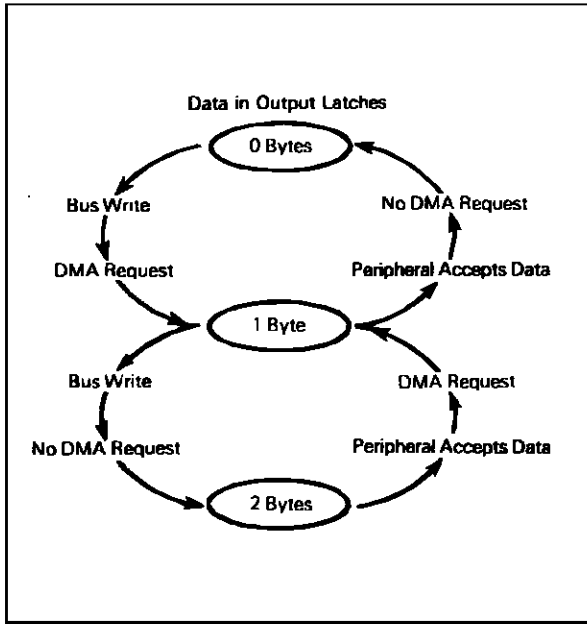 Data in Output Latches
0 Bytes
Bus Write
No DMA Request
DMA Request
Peripheral Accepts Data
1 Byte
Bus Write
DMA Request
No DMA Request
Peripheral Accepts Data
2 Bytes